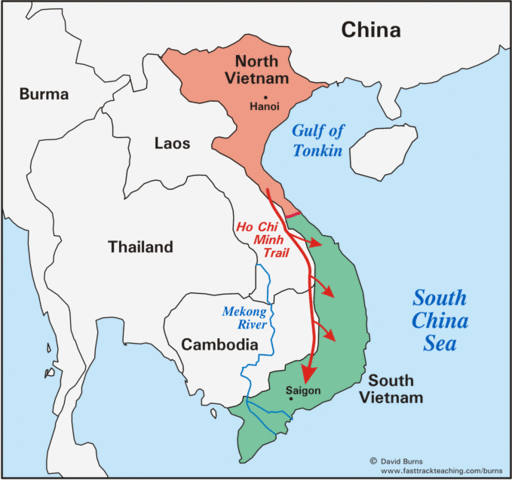 China
North
Vietnam
Hanoi
Burma
Gulf of
Tonkin
Laos
Ho Chi
Minh
Trail
Thailand
Mekong
River
South
China
Sea
Cambodia
Saigon
South
Vietnam
© David Burns
www.fasttrackteaching.com/burns